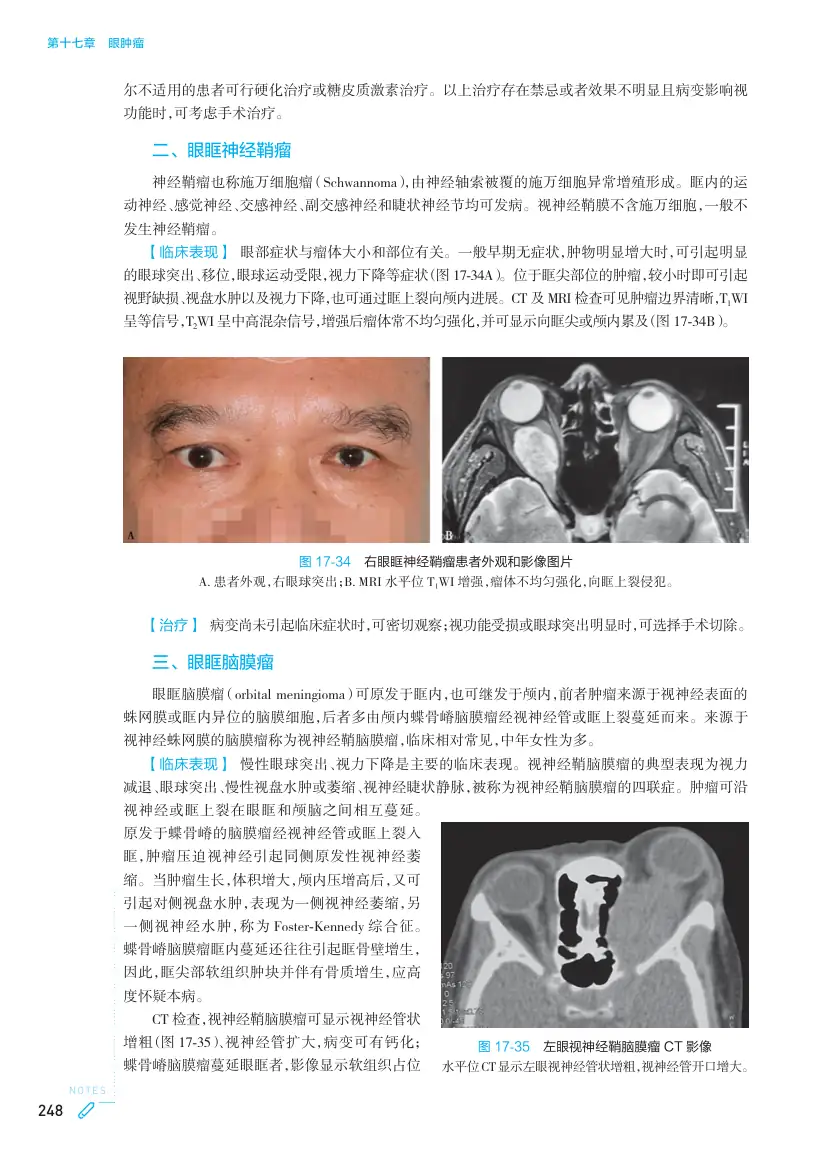 第十七章 眼肿瘤
尔不适用的患者可行硬化治疗或糖皮质激素治疗。以上治疗存在禁忌或者效果不明显且病变影响视
功能时,可考虑手术治疗。
二、眼眶神经鞘瘤
神经鞘瘤也称施万细胞瘤(Schwannoma),由神经轴索被覆的施万细胞异常增殖形成。眶内的运
动神经、感觉神经、交感神经、副交感神经和睫状神经节均可发病。视神经鞘膜不含施万细胞,一般不
发生神经鞘瘤。
【临床表现】 眼部症状与瘤体大小和部位有关。一般早期无症状,肿物明显增大时,可引起明显
的眼球突出、移位,眼球运动受限,视力下降等症状(图 17-34A)。位于眶尖部位的肿瘤,较小时即可引起
视野缺损、视盘水肿以及视力下降,也可通过眶上裂向颅内进展。CT 及 MRI 检查可见肿瘤边界清晰,T₁WI
呈等信号,T₂WI 呈中高混杂信号,增强后瘤体常不均匀强化,并可显示向眶尖或颅内累及(图 17-34B)。
A
B
图 17-34 右眼眶神经鞘瘤患者外观和影像图片
A. 患者外观,右眼球突出;B. MRI 水平位 T₁WI 增强,瘤体不均匀强化,向眶上裂侵犯。
【治疗】 病变尚未引起临床症状时,可密切观察;视功能受损或眼球突出明显时,可选择手术切除。
三、眼眶脑膜瘤
眼眶脑膜瘤(orbital meningioma)可原发于眶内,也可继发于颅内,前者肿瘤来源于视神经表面的
蛛网膜或眶内异位的脑膜细胞,后者多由颅内蝶骨嵴脑膜瘤经视神经管或眶上裂蔓延而来。来源于
视神经蛛网膜的脑膜瘤称为视神经鞘脑膜瘤,临床相对常见,中年女性为多。
【临床表现】 慢性眼球突出、视力下降是主要的临床表现。视神经鞘脑膜瘤的典型表现为视力
减退、眼球突出、慢性视盘水肿或萎缩、视神经睫状静脉,被称为视神经鞘脑膜瘤的四联症。肿瘤可沿
视神经或眶上裂在眼眶和颅脑之间相互蔓延。
原发于蝶骨嵴的脑膜瘤经视神经管或眶上裂入
眶,肿瘤压迫视神经引起同侧原发性视神经萎
缩。当肿瘤生长,体积增大,颅内压增高后,又可
引起对侧视盘水肿,表现为一侧视神经萎缩,另
一侧视神经水肿,称为 Foster-Kennedy 综合征。
蝶骨嵴脑膜瘤眶内蔓延还往往引起眶骨壁增生,
因此,眶尖部软组织肿块并伴有骨质增生,应高
度怀疑本病。
CT 检查,视神经鞘脑膜瘤可显示视神经管状
增粗(图 17-35)、视神经管扩大,病变可有钙化;
蝶骨嵴脑膜瘤蔓延眼眶者,影像显示软组织占位
图 17-35 左眼视神经鞘脑膜瘤 CT 影像
水平位CT显示左眼视神经管状增粗,视神经管开口增大。
NOTES
248